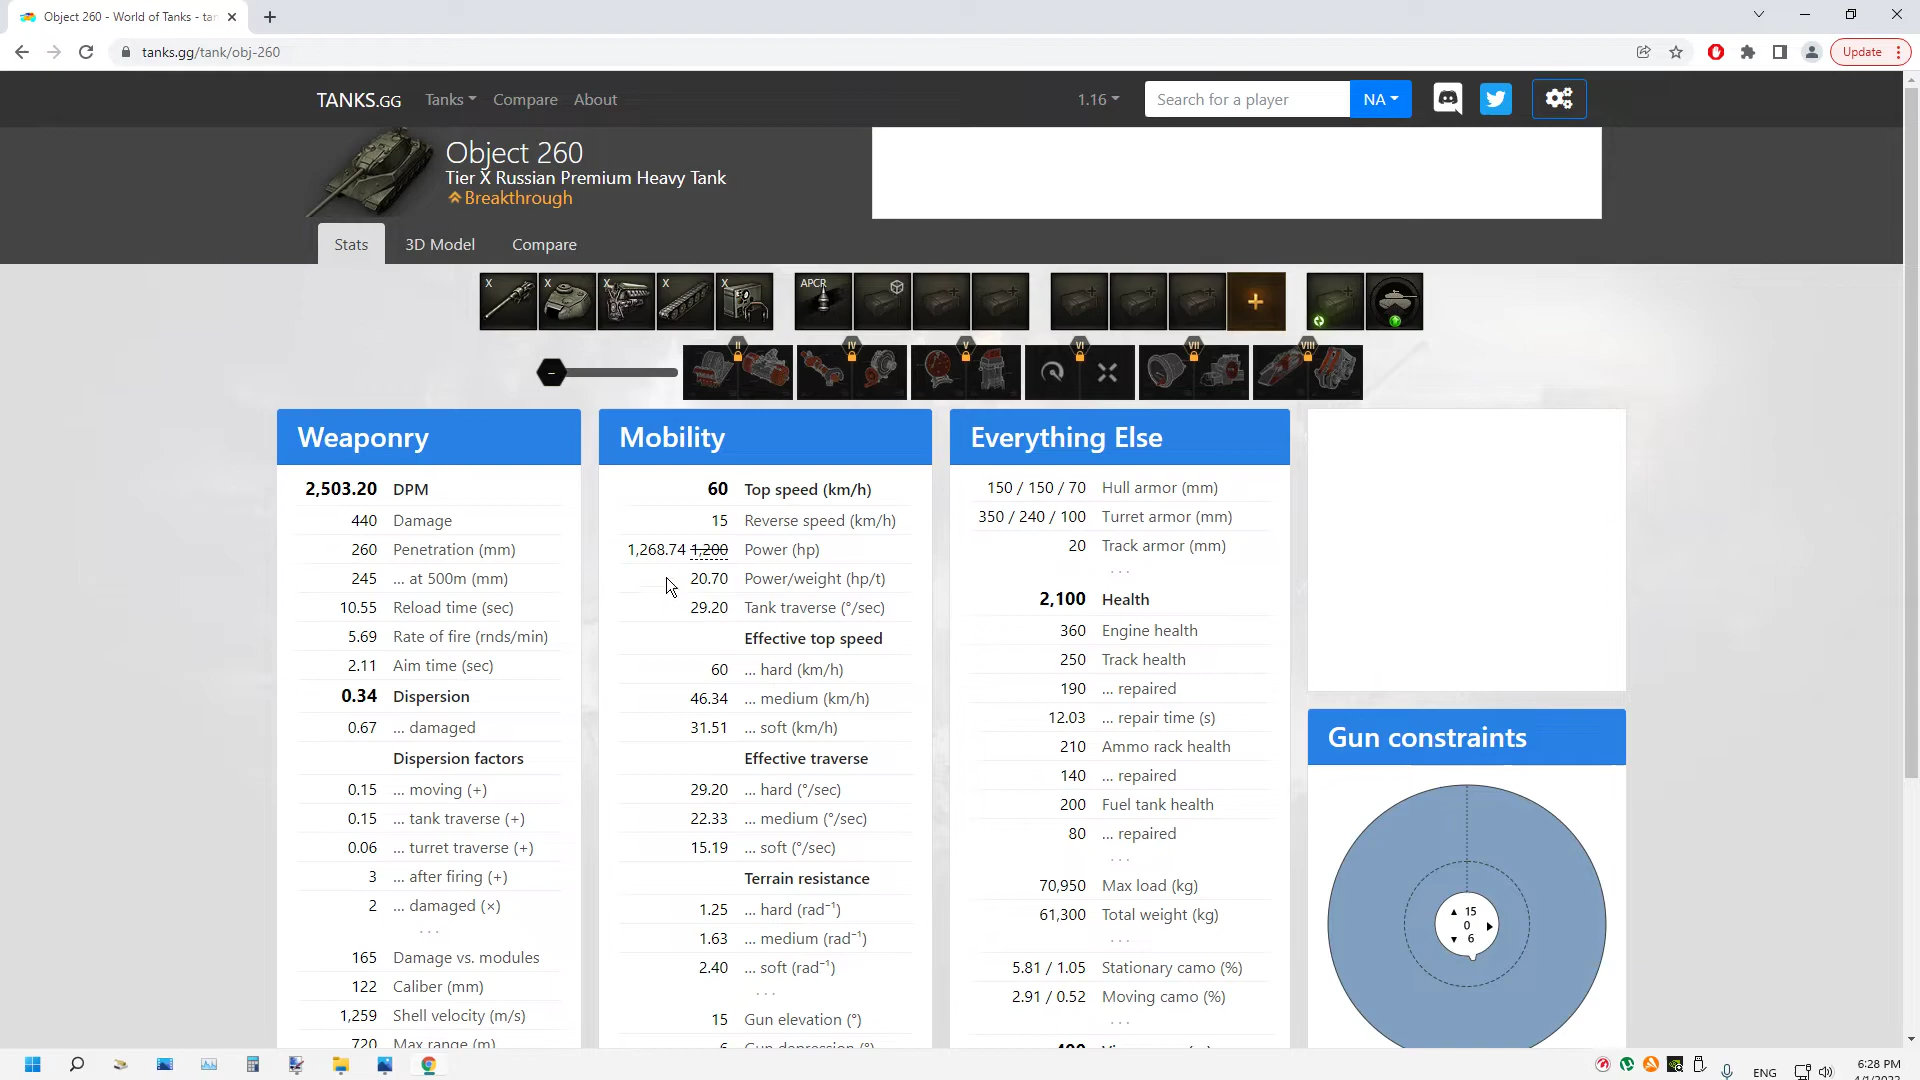 Object 260 - World of Tanks - tan
tanks.gg/tank/obj-260
Update
TANKS.GG
Tanks
Compare
About
1.16
Search for a player
NA
Object 260
Tier X Russian Premium Heavy Tank
Breakthrough
Stats
3D Model
Compare
X
X
X
X
X
APCR
II
IV
V
VI
VII
VIII
Weaponry
2,503.20 DPM
440 Damage
260 Penetration (mm)
245 ... at 500m (mm)
10.55 Reload time (sec)
5.69 Rate of fire (rnds/min)
2.11 Aim time (sec)
0.34 Dispersion
0.67 ... damaged
Dispersion factors
0.15 ... moving (+)
0.15 ... tank traverse (+)
0.06 ... turret traverse (+)
3 ... after firing (+)
2 ... damaged (×)
...
165 Damage vs. modules
122 Caliber (mm)
1,259 Shell velocity (m/s)
720 Max range (m)
Mobility
60 Top speed (km/h)
15 Reverse speed (km/h)
1,268.74 1,200 Power (hp)
20.70 Power/weight (hp/t)
29.20 Tank traverse (°/sec)
Effective top speed
60 ... hard (km/h)
46.34 ... medium (km/h)
31.51 ... soft (km/h)
Effective traverse
29.20 ... hard (°/sec)
22.33 ... medium (°/sec)
15.19 ... soft (°/sec)
Terrain resistance
1.25 ... hard (rad⁻¹)
1.63 ... medium (rad⁻¹)
2.40 ... soft (rad⁻¹)
...
15 Gun elevation (°)
6 Gun depression (°)
Everything Else
150 / 150 / 70 Hull armor (mm)
350 / 240 / 100 Turret armor (mm)
20 Track armor (mm)
...
2,100 Health
360 Engine health
250 Track health
190 ... repaired
12.03 ... repair time (s)
210 Ammo rack health
140 ... repaired
200 Fuel tank health
80 ... repaired
...
70,950 Max load (kg)
61,300 Total weight (kg)
...
5.81 / 1.05 Stationary camo (%)
2.91 / 0.52 Moving camo (%)
...
Gun constraints
15
0
6
ENG
6:28 PM